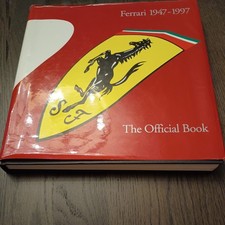 Ferrari 1947-1997
S F
The Official Book